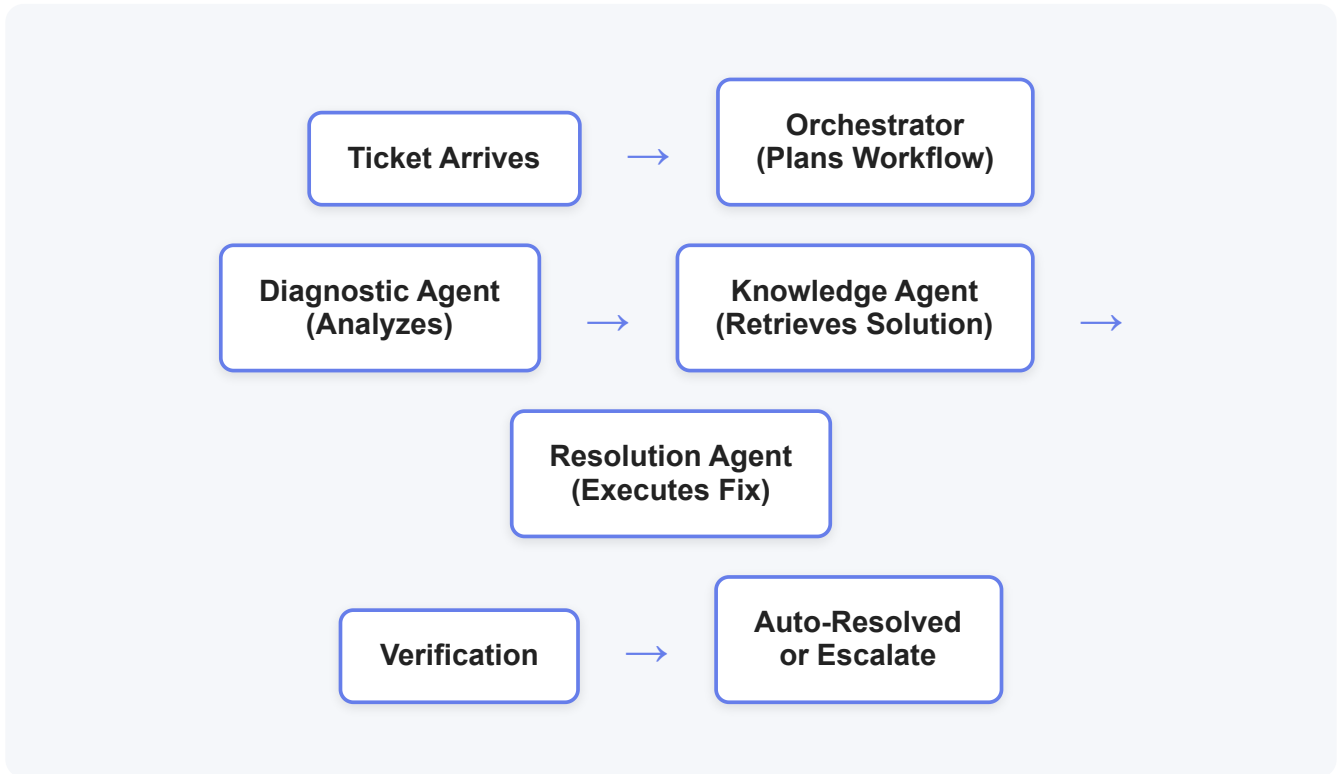 Ticket Arrives
→
Orchestrator
(Plans Workflow)
Diagnostic Agent
(Analyzes)
→
Knowledge Agent
(Retrieves Solution)
→
Resolution Agent
(Executes Fix)
Verification
→
Auto-Resolved
or Escalate